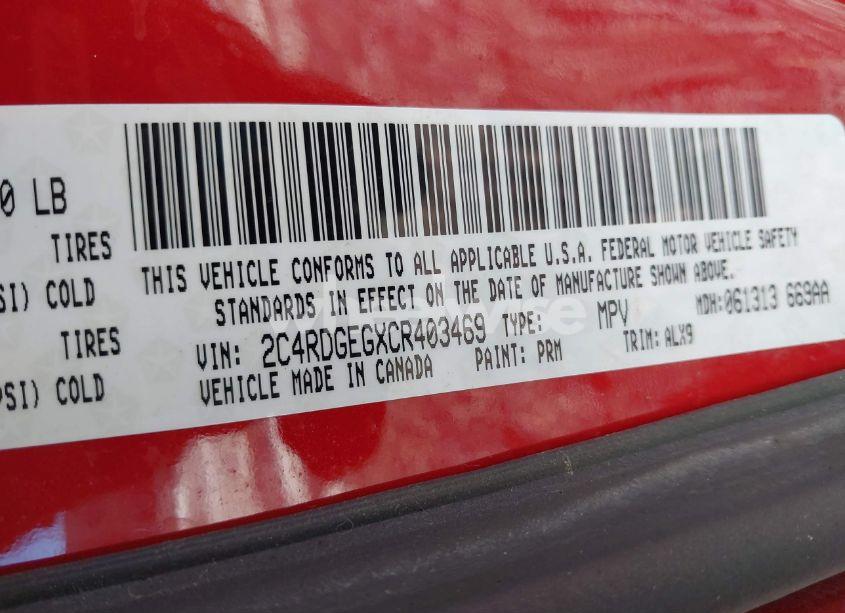 0 LB
TIRES
SI) COLD
TIRES
PSI) COLD
THIS VEHICLE CONFORMS TO ALL APPLICABLE U.S.A. FEDERAL MOTOR VEHICLE SAFETY
STANDARDS IN EFFECT ON THE DATE OF MANUFACTURE SHOWN ABOVE.
VIN: 2C4RDGEGXCR403469 TYPE: MPV MDH:061313 669AA
VEHICLE MADE IN CANADA PAINT: PRM TRIM: ALX9